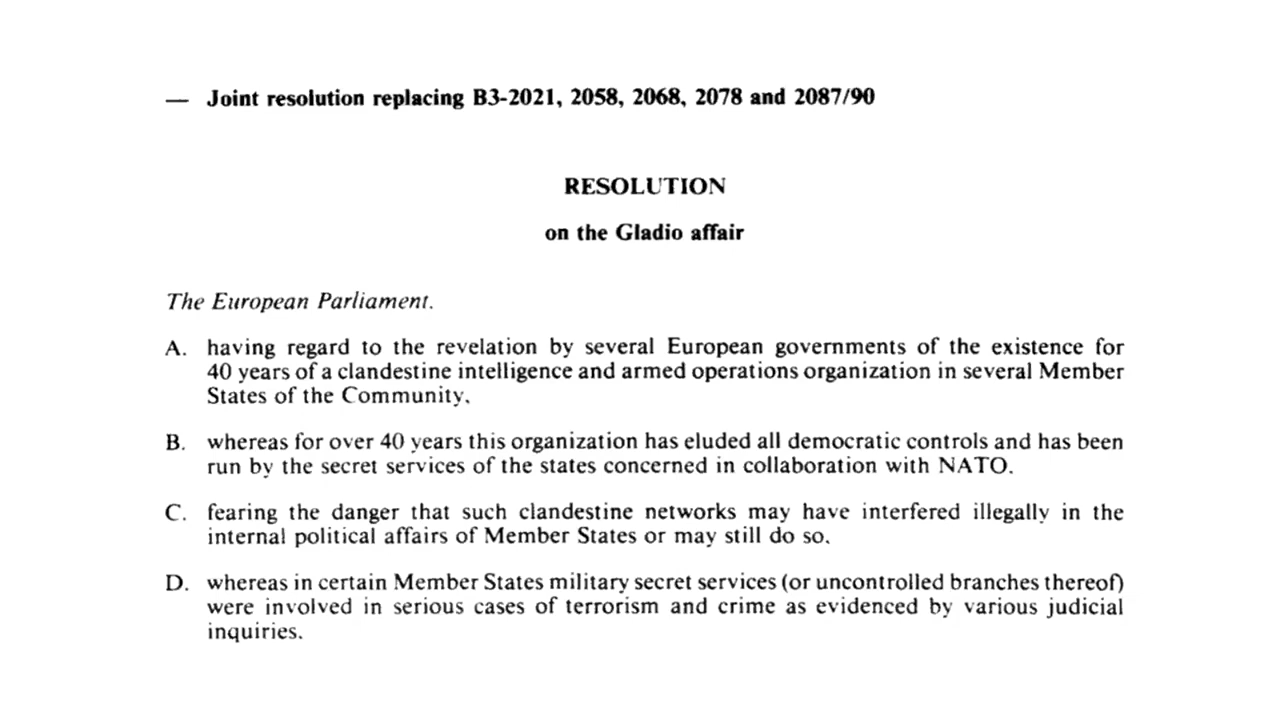 — Joint resolution replacing B3-2021, 2058, 2068, 2078 and 2087/90
RESOLUTION
on the Gladio affair
The European Parliament.
A. having regard to the revelation by several European governments of the existence for
40 years of a clandestine intelligence and armed operations organization in several Member
States of the Community,
B. whereas for over 40 years this organization has eluded all democratic controls and has been
run by the secret services of the states concerned in collaboration with NATO.
C. fearing the danger that such clandestine networks may have interfered illegally in the
internal political affairs of Member States or may still do so,
D. whereas in certain Member States military secret services (or uncontrolled branches thereof)
were involved in serious cases of terrorism and crime as evidenced by various judicial
inquiries.